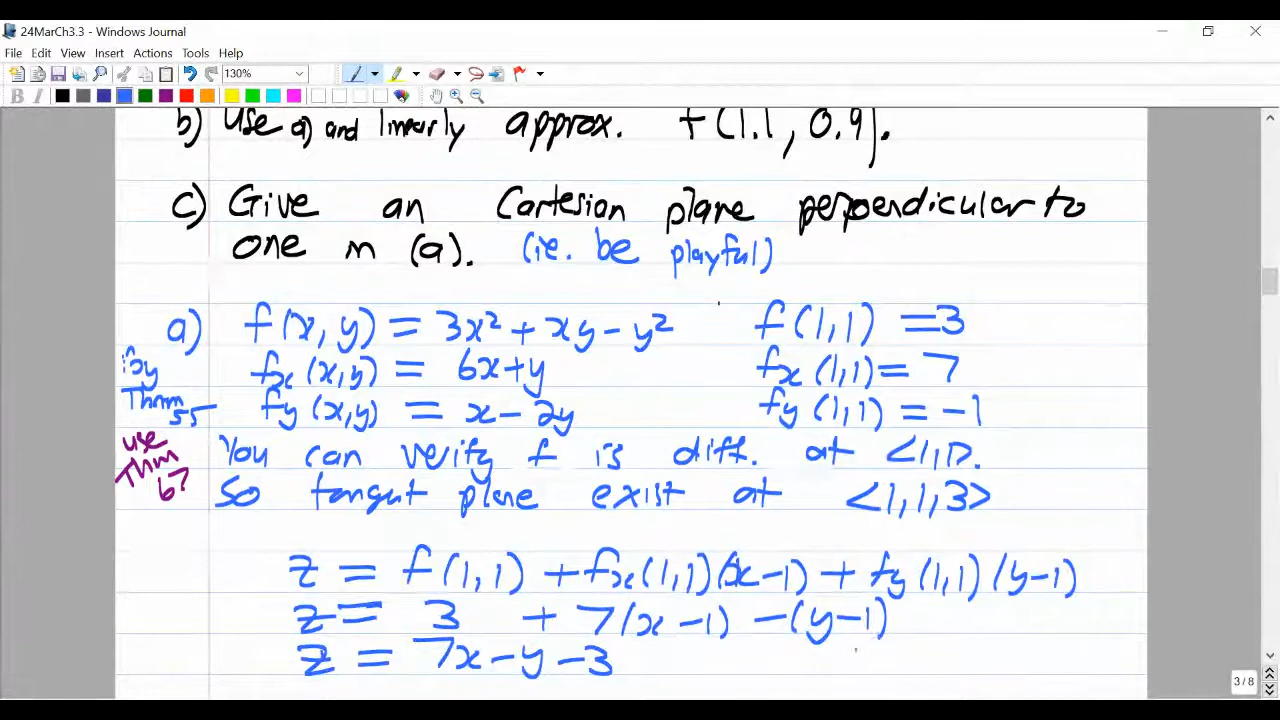 24MarCh3.3 - Windows Journal
File Edit View Insert Actions Tools Help
130%
B I
b) Use a) and linearly approx. f(1.1, 0.9).
c) Give an Cartesian plane perpendicular to
one in (a). (ie. be playful)
a) f(x,y) = 3x² + xy - y² f(1,1) = 3
By fx(x,y) = 6x+y fx(1,1) = 7
Thm 55 fy(x,y) = x - 2y fy(1,1) = -1
use Thm 67 You can verify f is diff. at <1,1>.
So tangut plane exist at <1,1,3>
z = f(1,1) + fx(1,1)(x-1) + fy(1,1)(y-1)
z = 3 + 7(x-1) - (y-1)
z = 7x - y - 3
3 / 8